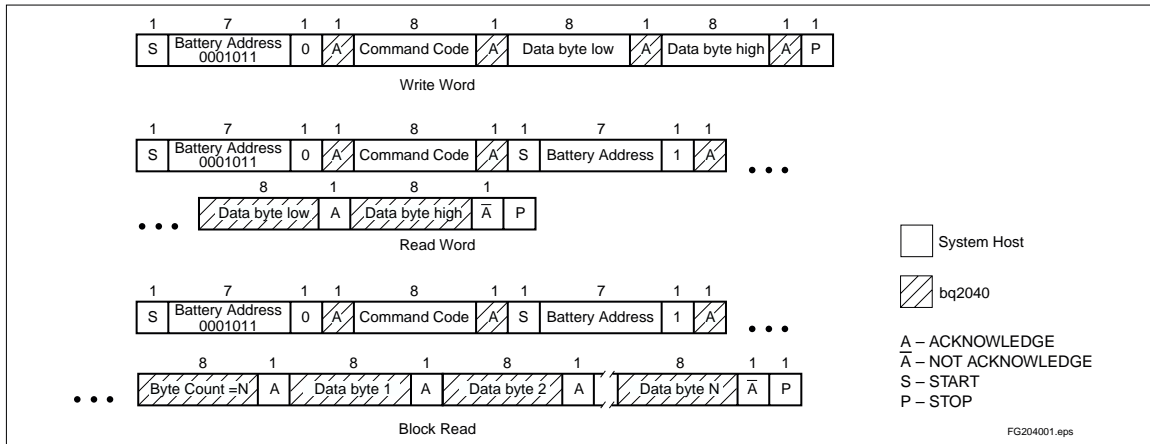 1 7 1 1 8 1 8 1 8 1 1
S Battery Address 0001011 0 A Command Code A Data byte low A Data byte high A P
Write Word
1 7 1 1 8 1 1 7 1 1
S Battery Address 0001011 0 A Command Code A S Battery Address 1 A • • •
8 1 8 1
• • • Data byte low A Data byte high A̅ P
Read Word
System Host
bq2040
1 7 1 1 8 1 1 7 1 1
S Battery Address 0001011 0 A Command Code A S Battery Address 1 A • • •
8 1 8 1 8 1 8 1 1
• • • Byte Count =N A Data byte 1 A Data byte 2 A Data byte N A̅ P
Block Read
A – ACKNOWLEDGE
A̅ – NOT ACKNOWLEDGE
S – START
P – STOP
FG204001.eps